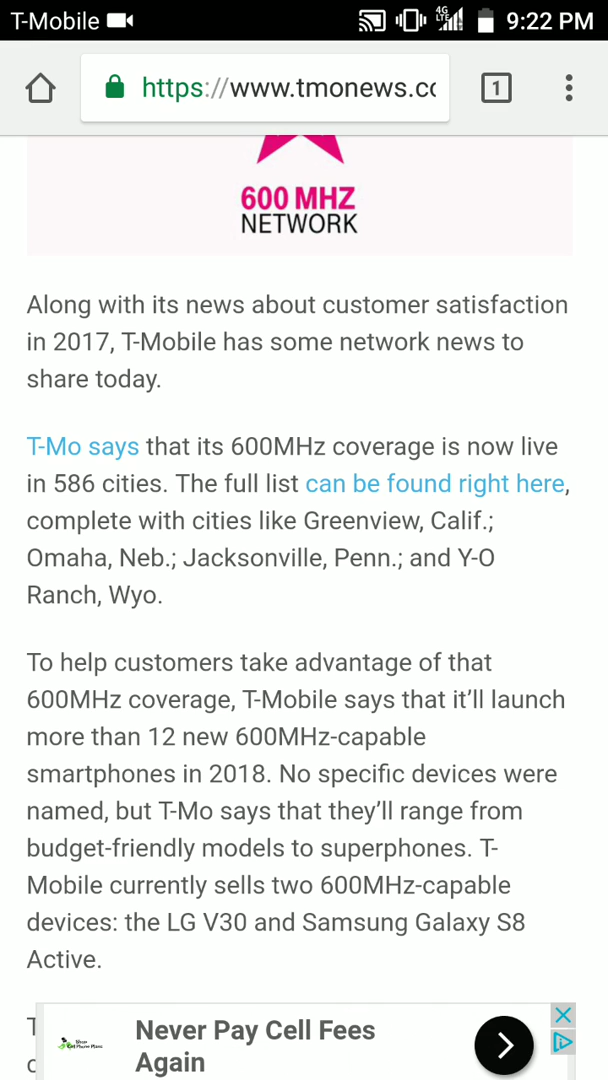 T-Mobile 4G LTE 9:22 PM
https://www.tmonews.cc 1
600 MHZ
NETWORK
Along with its news about customer satisfaction
in 2017, T-Mobile has some network news to
share today.
T-Mo says that its 600MHz coverage is now live
in 586 cities. The full list can be found right here,
complete with cities like Greenview, Calif.;
Omaha, Neb.; Jacksonville, Penn.; and Y-O
Ranch, Wyo.
To help customers take advantage of that
600MHz coverage, T-Mobile says that it’ll launch
more than 12 new 600MHz-capable
smartphones in 2018. No specific devices were
named, but T-Mo says that they’ll range from
budget-friendly models to superphones. T-
Mobile currently sells two 600MHz-capable
devices: the LG V30 and Samsung Galaxy S8
Active.
Never Pay Cell Fees
Again